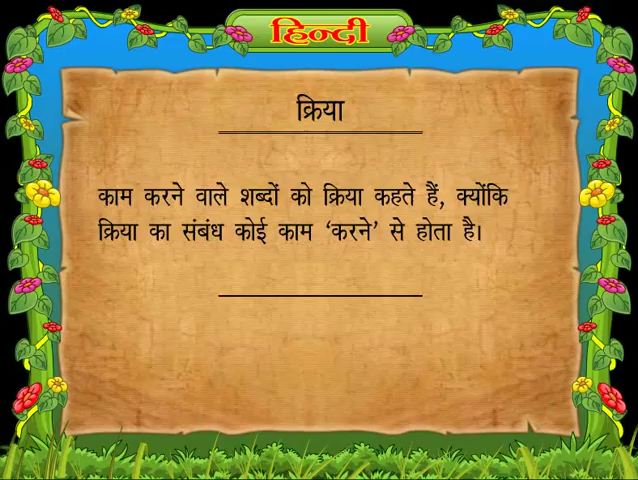 हिन्दी
क्रिया
काम करने वाले शब्दों को क्रिया कहते हैं, क्योंकि
क्रिया का संबंध कोई काम ‘करने’ से होता है।